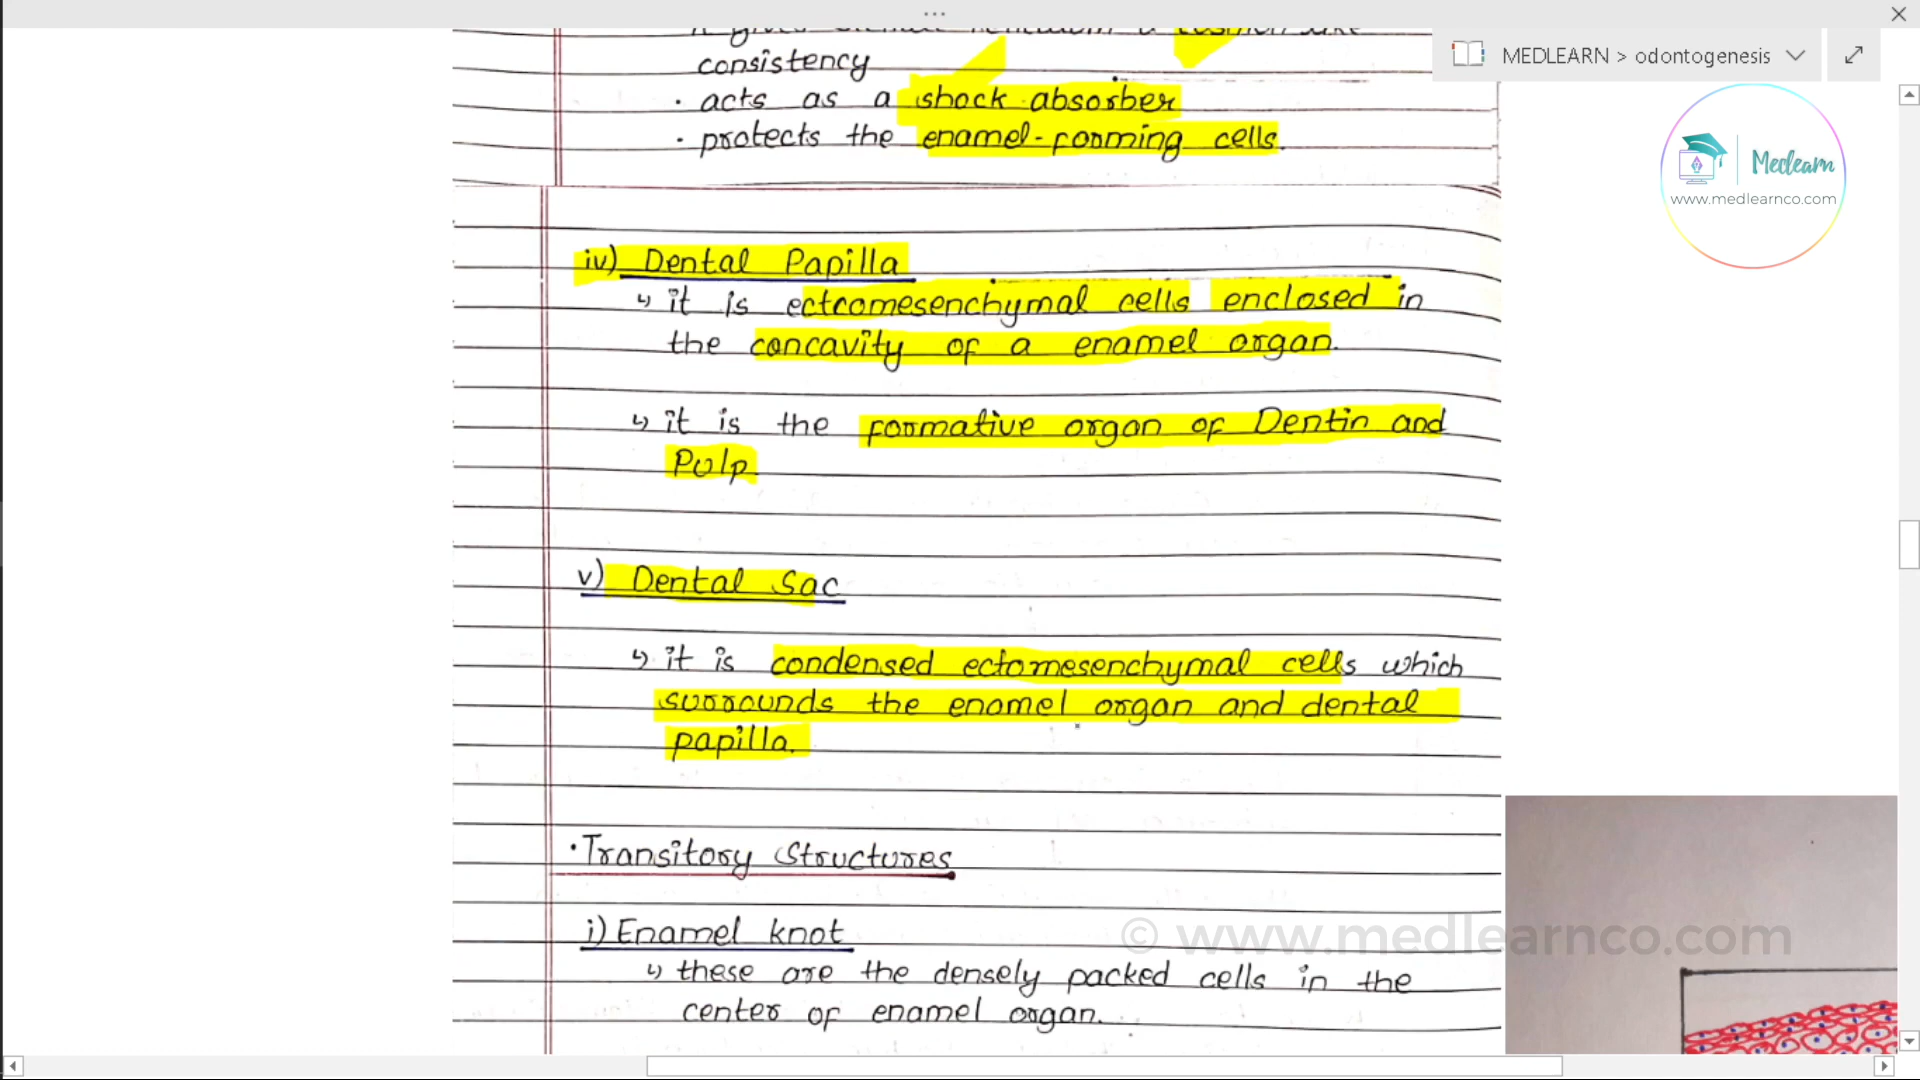 MEDLEARN > odontogenesis
consistency
· acts as a shock absorber
· protects the enamel-forming cells.
Medlearn
www.medlearnco.com
iv) Dental Papilla
↳ it is ectcomesenchymal cells enclosed in
the concavity of a enamel organ.
↳ it is the formative organ of Dentin and
Pulp.
v) Dental Sac
↳ it is condensed ectomesenchymal cells which
surrounds the enamel organ and dental
papilla.
· Transitory Structures
i) Enamel knot
↳ these are the densely packed cells in the
center of enamel organ.
© www.medlearnco.com